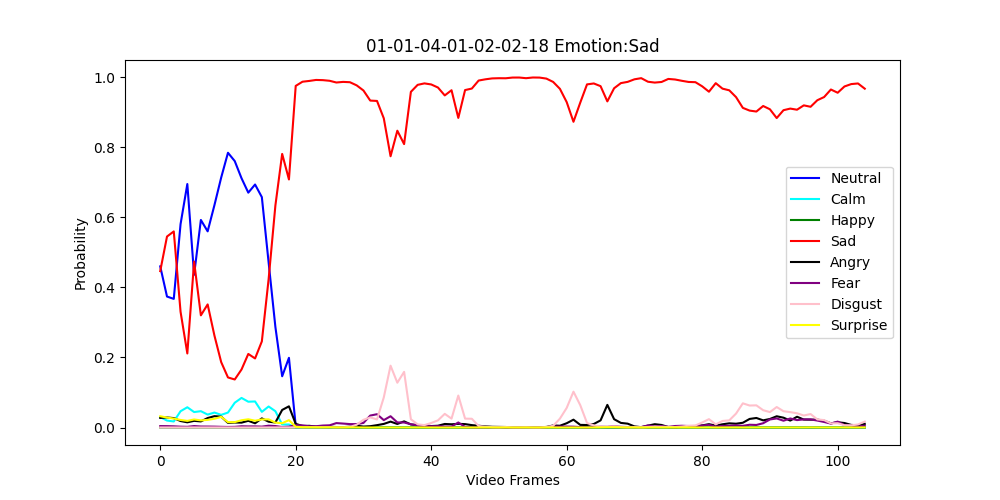 01-01-04-01-02-02-18 Emotion:Sad
Probability
1.0
0.8
0.6
0.4
0.2
0.0
Neutral
Calm
Happy
Sad
Angry
Fear
Disgust
Surprise
0 20 40 60 80 100
Video Frames